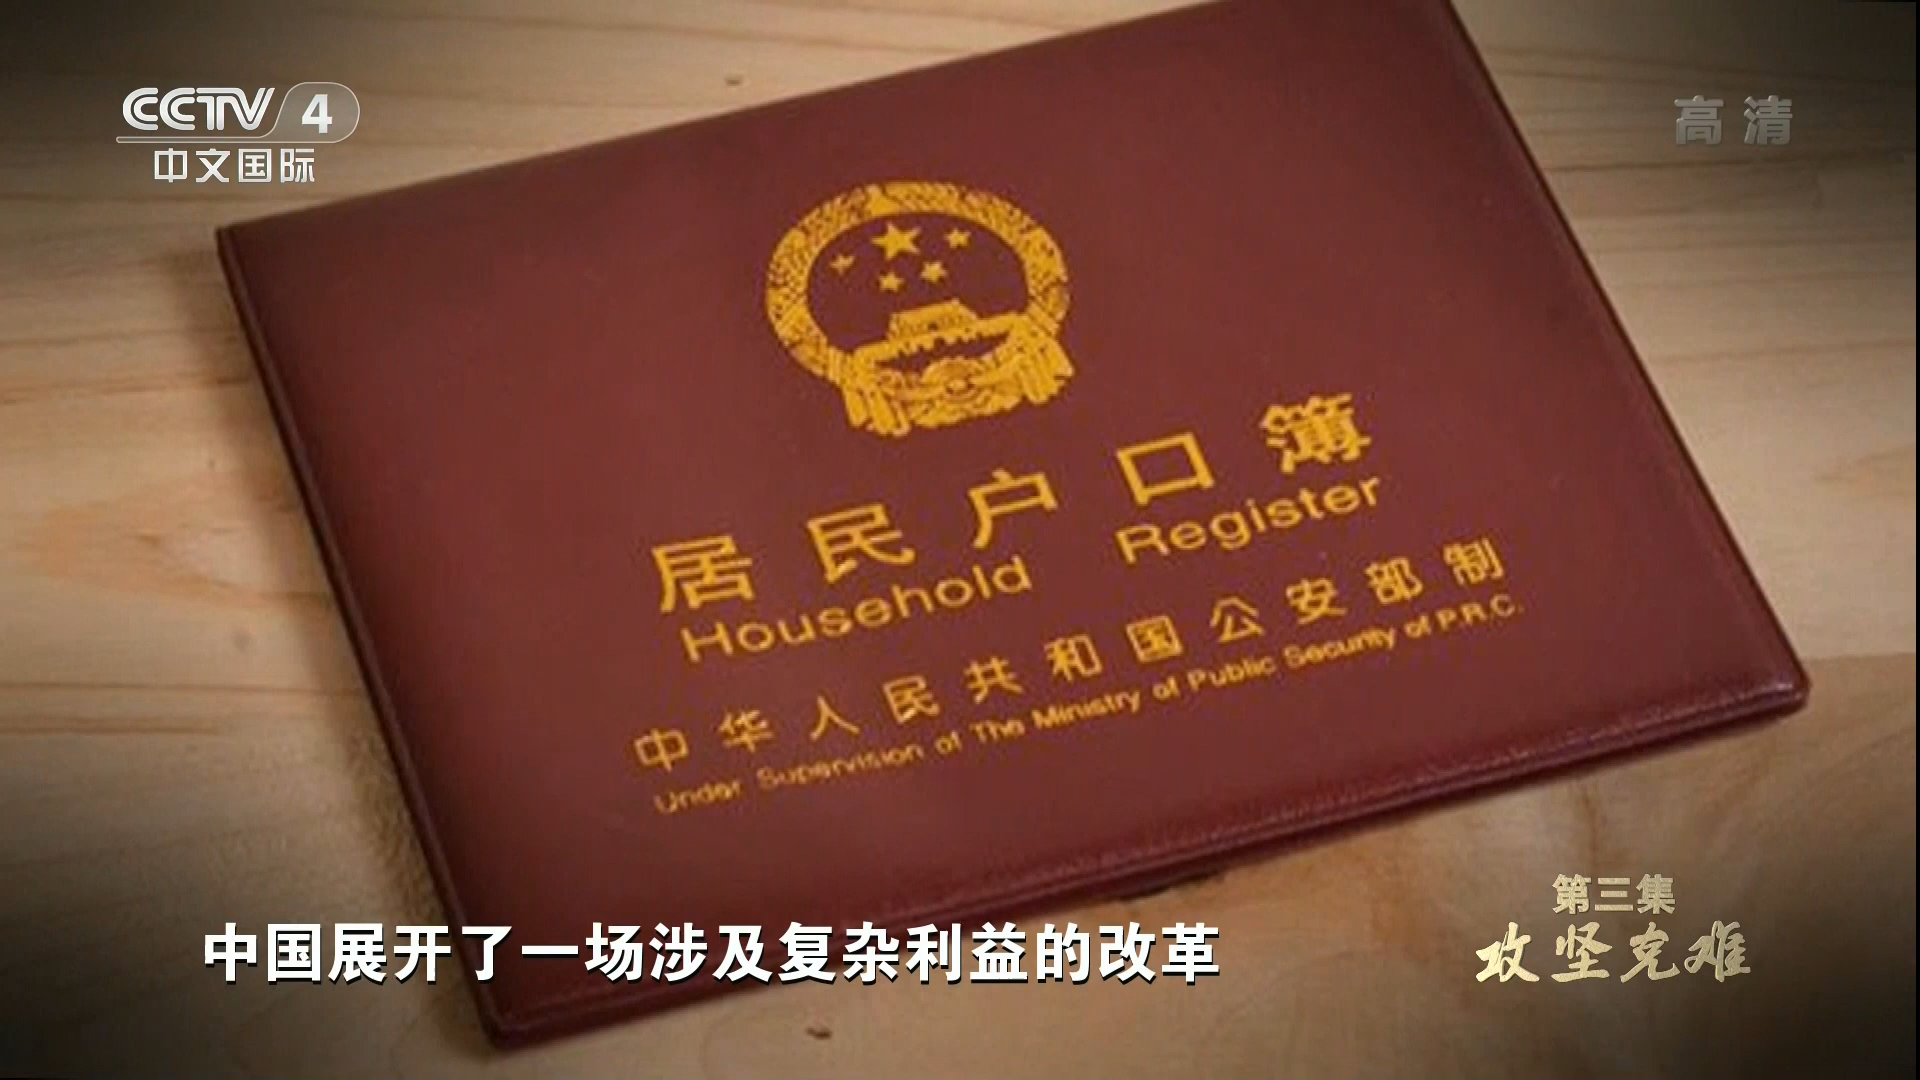 CCTV 4
中文国际
高清
居民户口簿
Household Register
中华人民共和国公安部制
Under Supervision of The Ministry of Public Security of P.R.C.
第三集
攻坚克难
中国展开了一场涉及复杂利益的改革